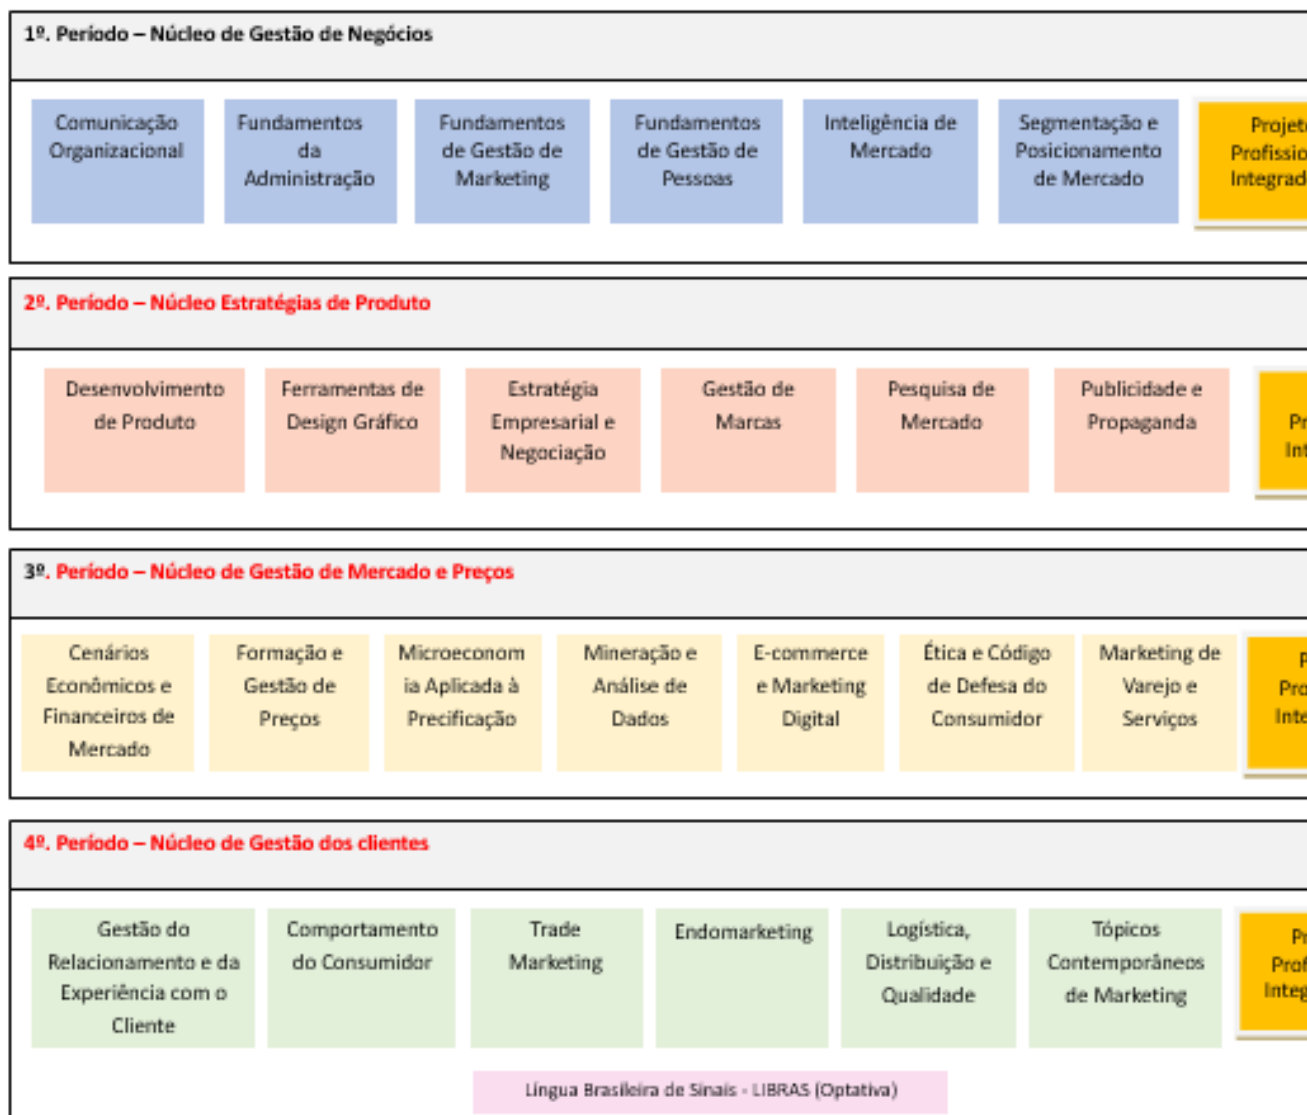 1º. Período – Núcleo de Gestão de Negócios
Comunicação
Organizacional
Fundamentos
da
Administração
Fundamentos
de Gestão de
Marketing
Fundamentos
de Gestão de
Pessoas
Inteligência de
Mercado
Segmentação e
Posicionamento
de Mercado
2º. Período – Núcleo Estratégias de Produto
Desenvolvimento
de Produto
Ferramentas de
Design Gráfico
Estratégia
Empresarial e
Negociação
Gestão de
Marcas
Pesquisa de
Mercado
Publicidade e
Propaganda
3º. Período – Núcleo de Gestão de Mercado e Preços
Cenários
Econômicos e
Financeiros de
Mercado
Formação e
Gestão de
Preços
Microeconom
ia Aplicada à
Precificação
Mineração e
Análise de
Dados
E-commerce
e Marketing
Digital
Ética e Código
de Defesa do
Consumidor
Marketing de
Varejo e
Serviços
4º. Período – Núcleo de Gestão dos clientes
Gestão do
Relacionamento e da
Experiência com o
Cliente
Comportamento
do Consumidor
Trade
Marketing
Endomarketing
Logística,
Distribuição e
Qualidade
Tópicos
Contemporâneos
de Marketing
Língua Brasileira de Sinais - LIBRAS (Optativa)